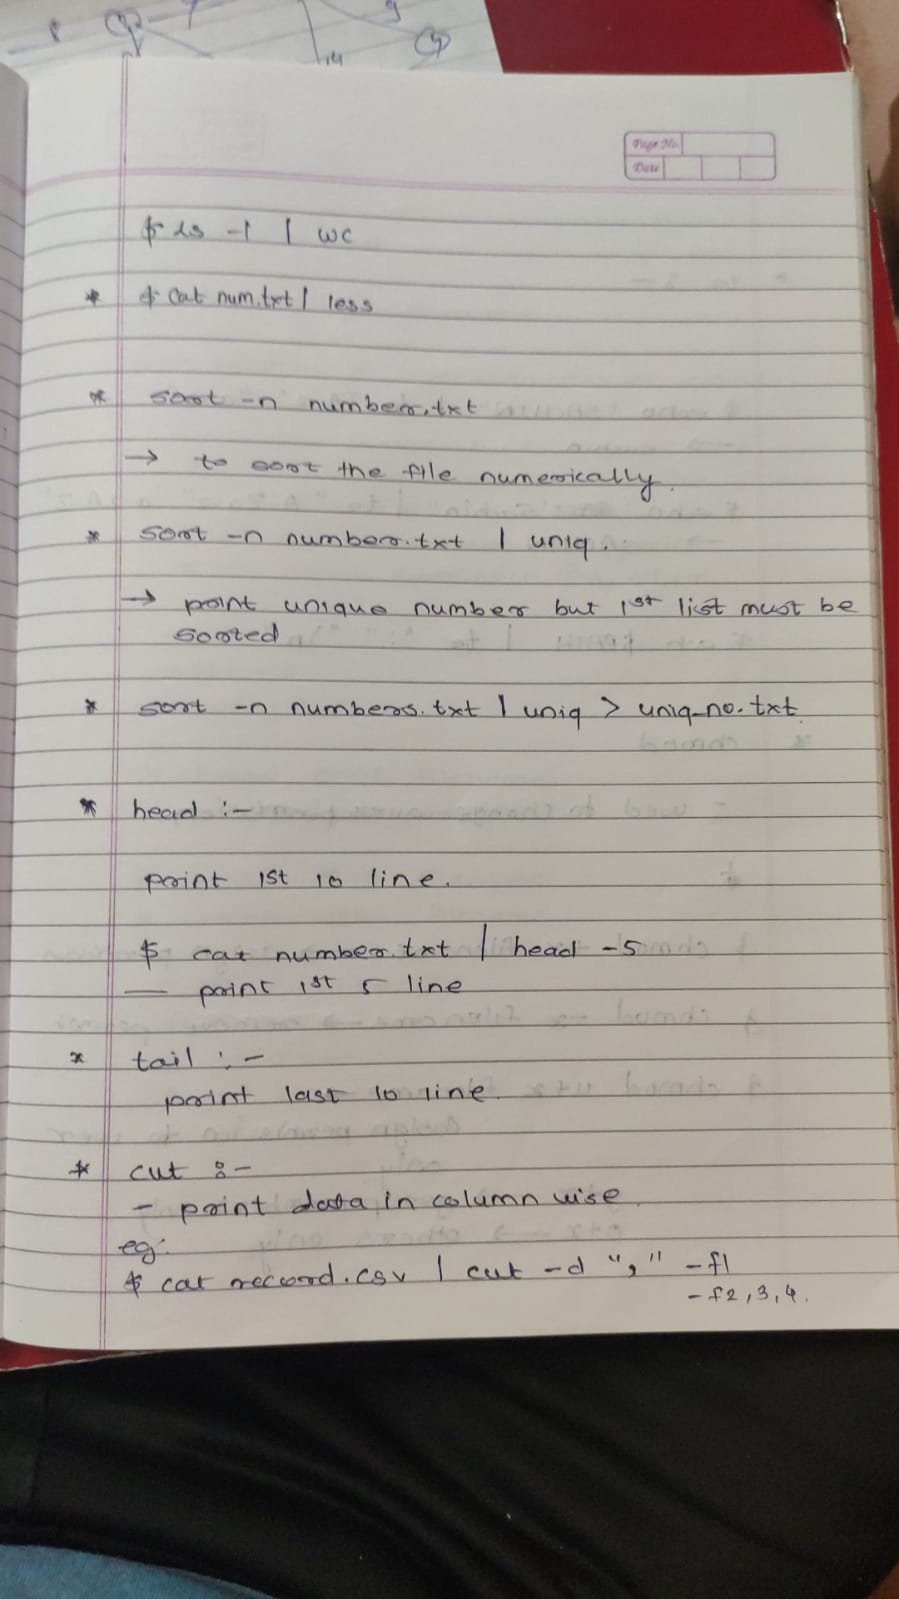 Page No.
Date
$ ls -l | wc
* $ cat num.txt | less
* sort -n number.txt
→ to sort the file numerically.
* sort -n numbers.txt | uniq.
→ print unique number but 1st list must be
sorted
* sort -n numbers.txt | uniq > uniq-no.txt
* head :-
print 1st 10 line.
$ cat number.txt | head -5
— print 1st 5 line
* tail :-
print last 10 line.
* cut :-
- print data in column wise
eg:
$ cat record.csv | cut -d "," -f1
-f2,3,4.